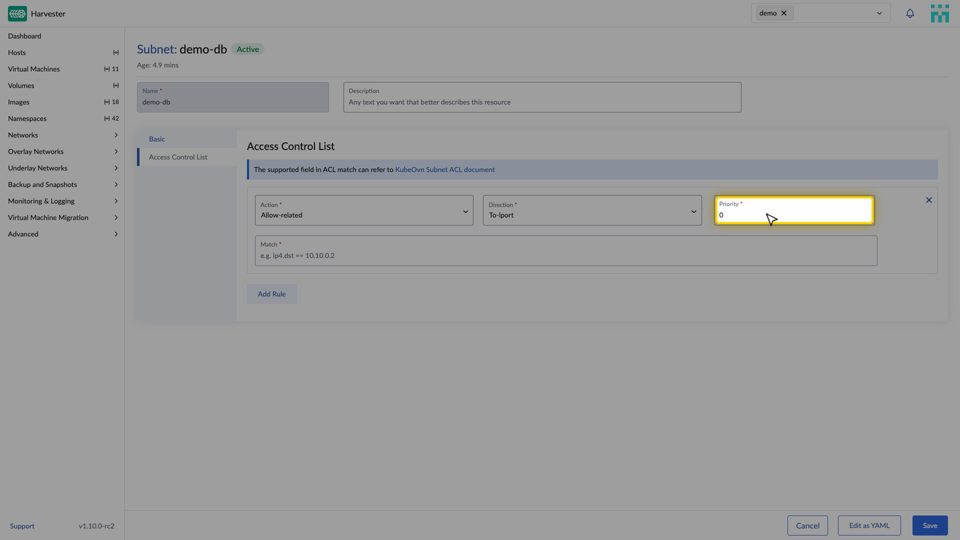 Harvester
demo
Dashboard
Hosts
Virtual Machines 11
Volumes
Images 18
Namespaces 42
Networks
Overlay Networks
Underlay Networks
Backup and Snapshots
Monitoring & Logging
Virtual Machine Migration
Advanced
Support v1.10.0-rc2
Subnet: demo-db Active
Age: 4.9 mins
Name *
demo-db
Description
Any text you want that better describes this resource
Basic
Access Control List
Access Control List
The supported field in ACL match can refer to KubeOvn Subnet ACL document
Action *
Allow-related
Direction *
To-lport
Priority *
0
Match *
e.g. ip4.dst == 10.10.0.2
Add Rule
Cancel
Edit as YAML
Save